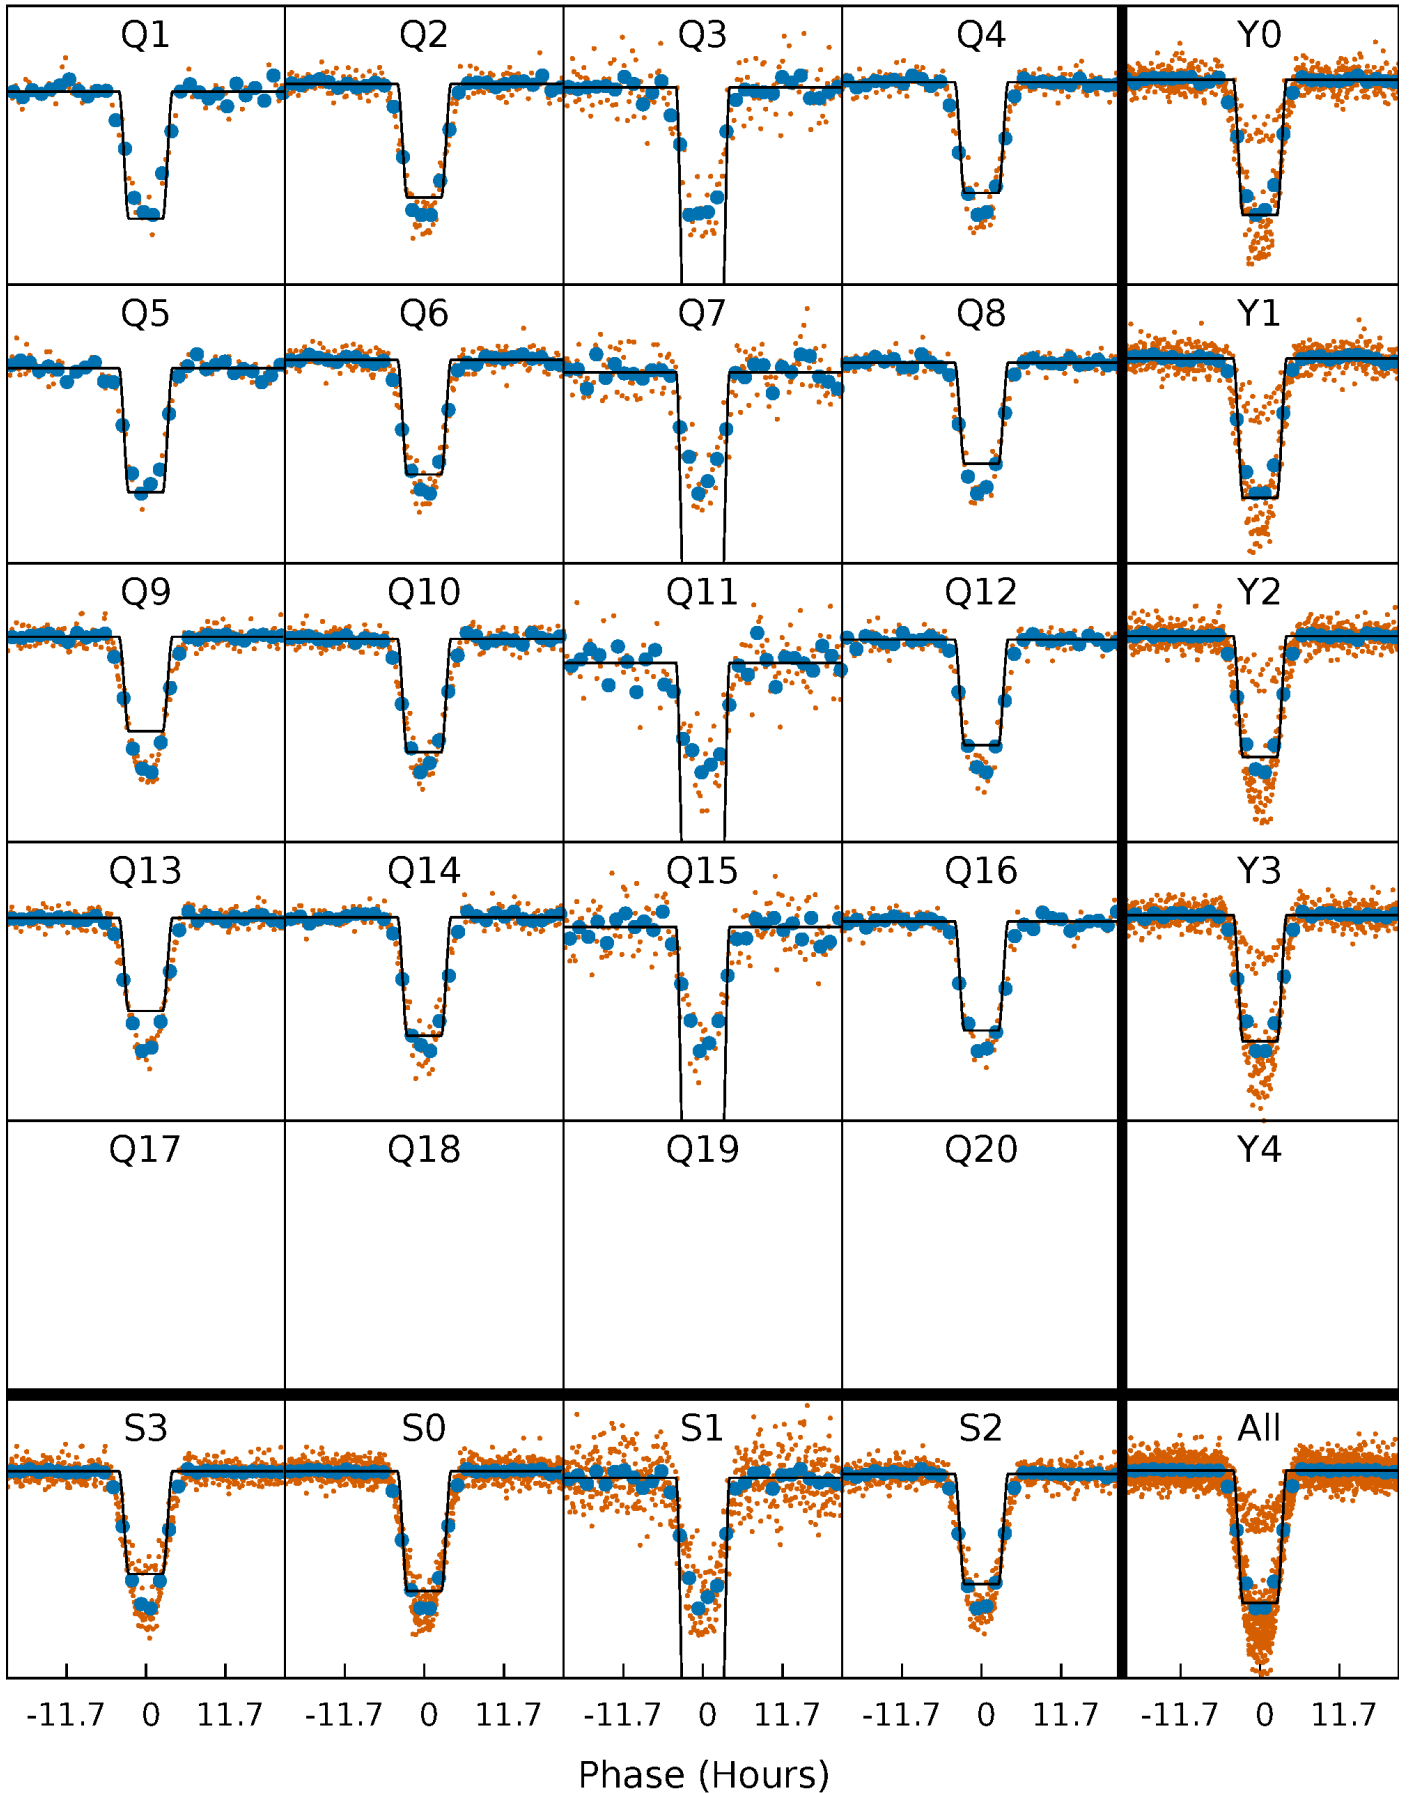 Q1 Q2 Q3 Q4 Y0
Q5 Q6 Q7 Q8 Y1
Q9 Q10 Q11 Q12 Y2
Q13 Q14 Q15 Q16 Y3
Q17 Q18 Q19 Q20 Y4
S3 S0 S1 S2 All
-11.7 0 11.7 -11.7 0 11.7 -11.7 0 11.7 -11.7 0 11.7 -11.7 0 11.7
Phase (Hours)